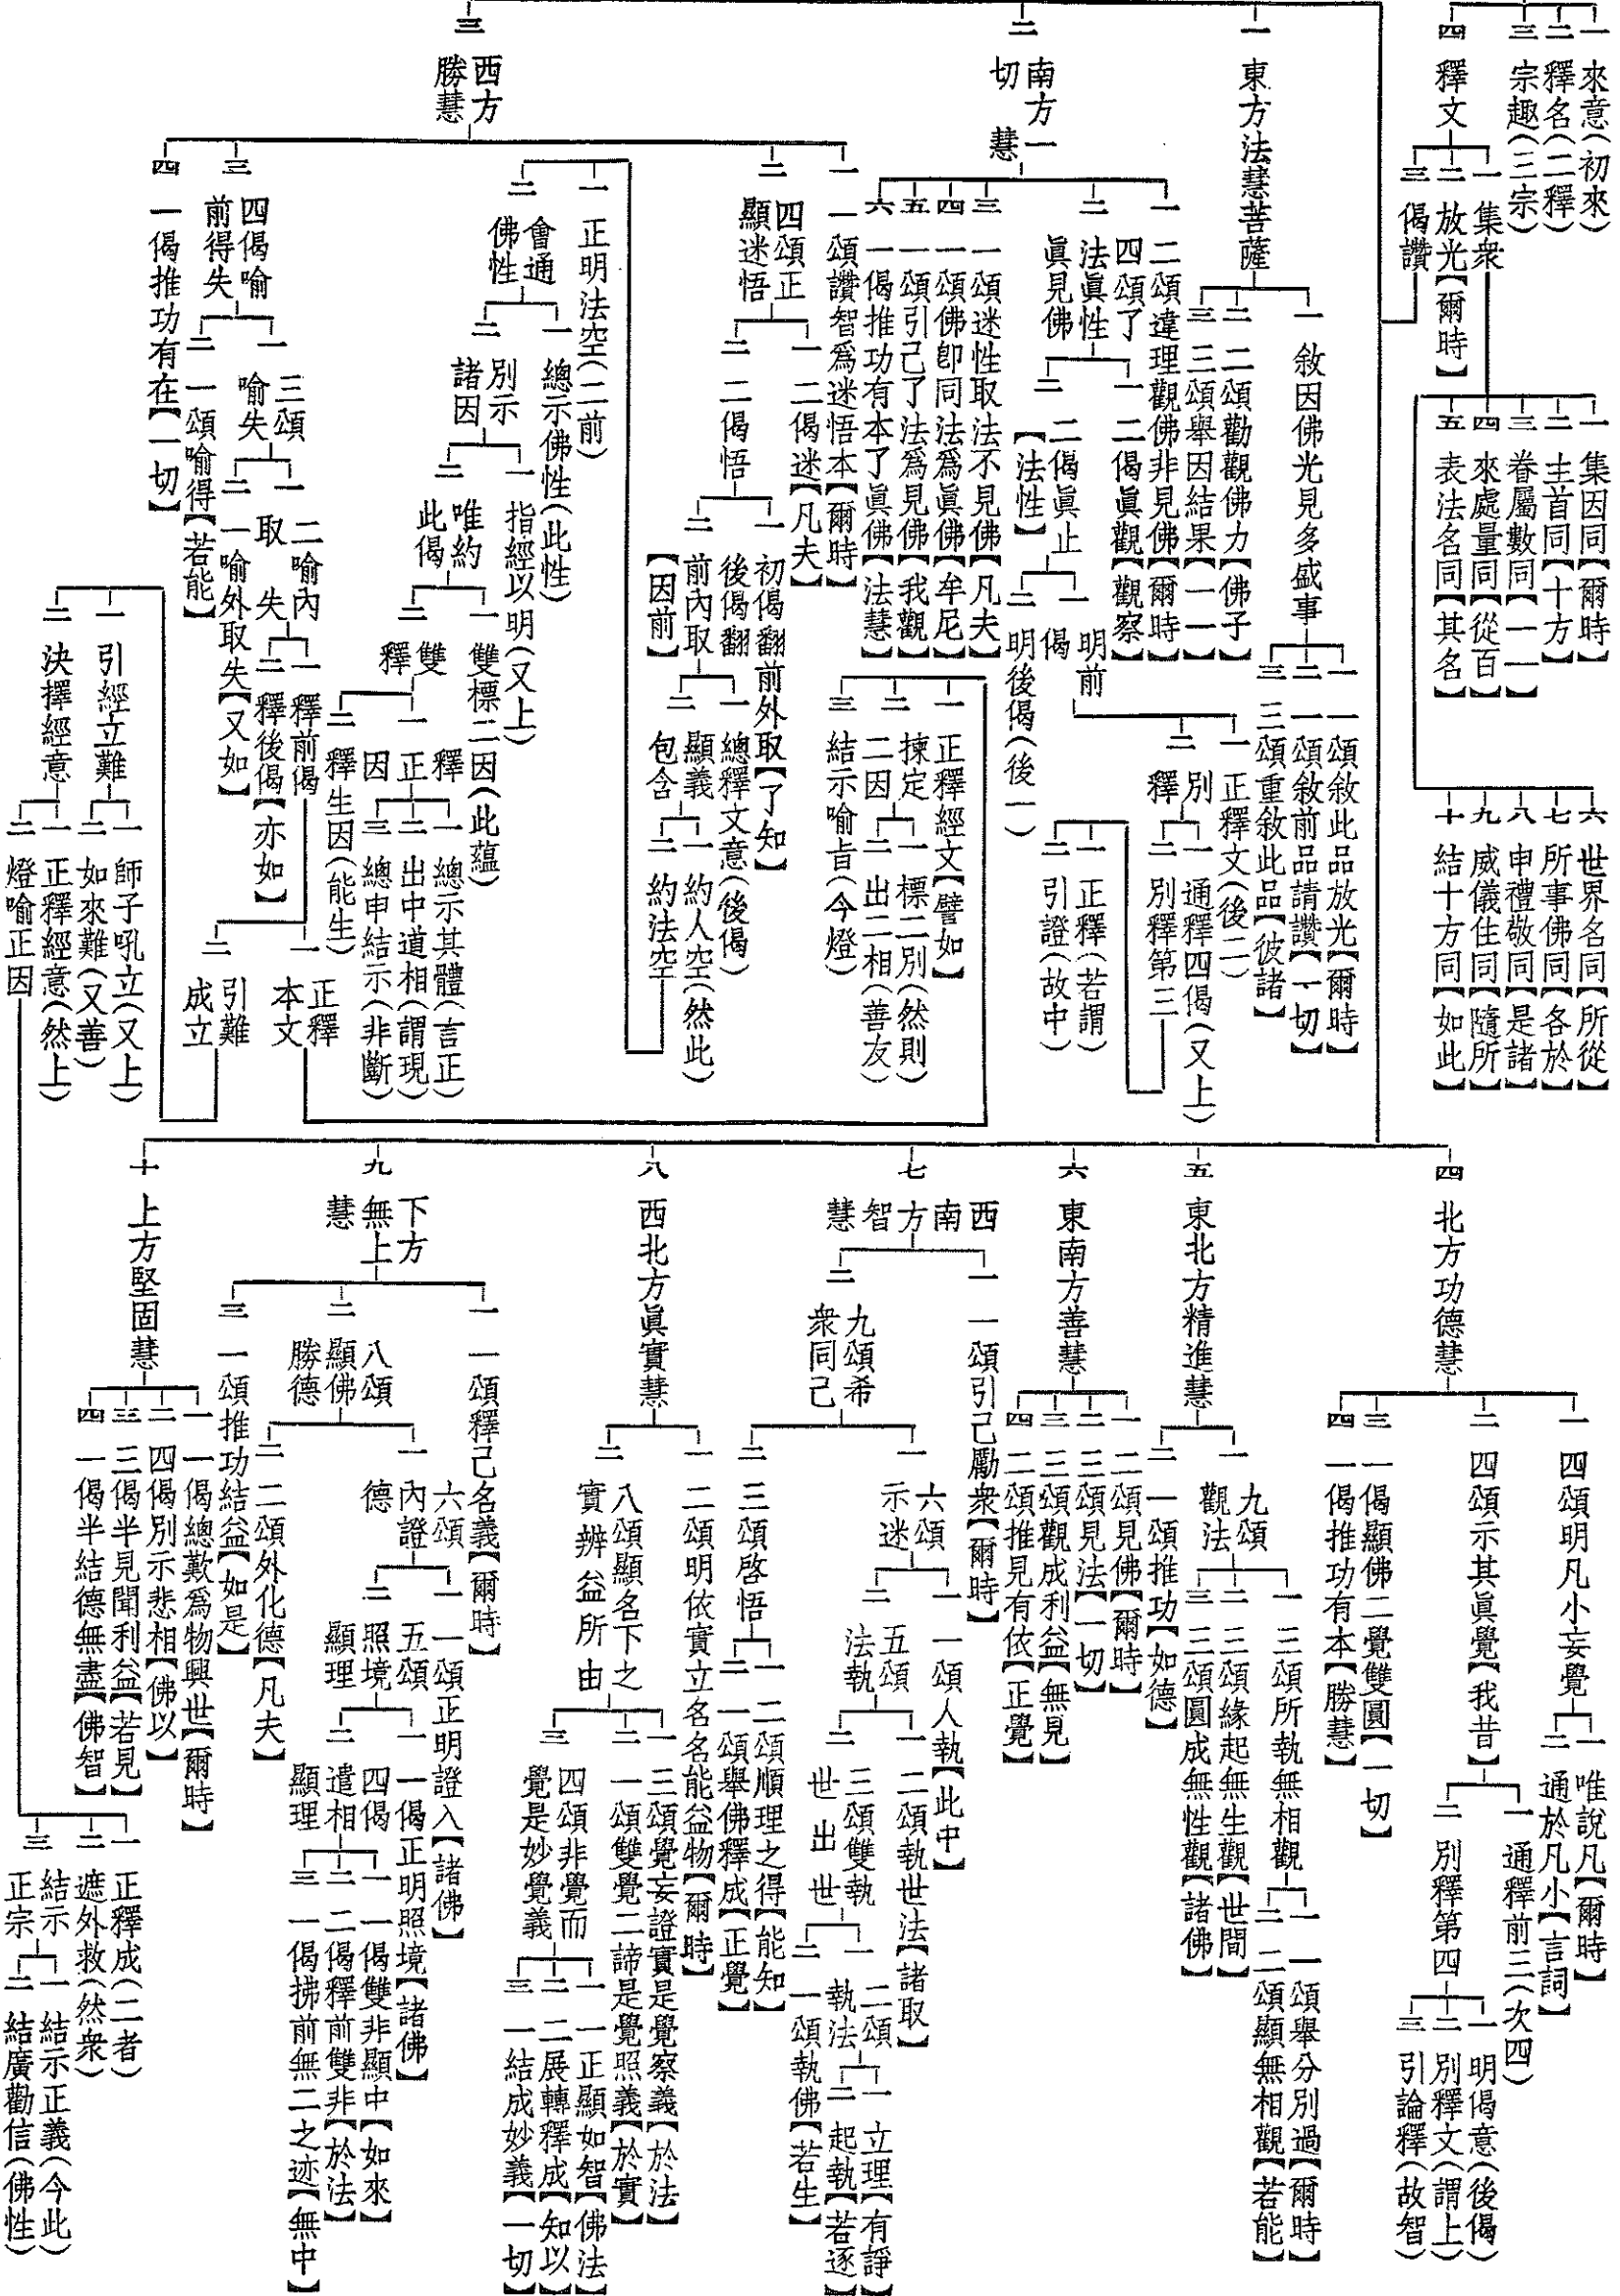 一 來意(初來)
二 釋名(二釋)
三 宗趣(三宗)
四 釋文
一 集衆
二 放光【爾時】
三 偈讚
一 集因同【爾時】
二 主首同【十方】
三 眷屬數同【一一】
四 來處量同【從百】
五 表法名同【其名】
六 世界名同【所從】
七 所事佛同【各於】
八 申禮敬同【是諸】
九 威儀住同【隨所】
十 結十方同【如此】
一 東方法慧菩薩
一 敘因佛光見多盛事
一 一頌敘此品放光【爾時】
二 一頌敘前品請讚【一切】
三 三頌重敘此品【彼諸】
二 二頌勸觀佛力【佛子】
三 三頌舉因結果【一一】
二 南方一切慧
一 二頌違理觀佛非見佛【爾時】
二 四頌了法眞性眞見佛
一 二偈眞觀【觀察】
二 二偈眞止【法性】
一 明前偈
一 正釋文(後二)
二 別釋
一 通釋四偈(又上)
二 別釋第三
一 正釋(若謂)
二 引證(故中)
二 明後偈(後一)
三 一頌迷性取法不見佛【凡夫】
四 一頌佛卽同法爲眞佛【牟尼】
五 一頌引己了法爲見佛【我觀】
六 一偈推功有本了眞佛【法慧】
三 西方勝慧
一 一頌讚智爲迷悟本【爾時】
二 四頌正顯迷悟
一 二偈迷【凡夫】
二 二偈悟
一 初偈翻前外取【了知】
二 後偈翻前內取【因前】
一 總釋文意(後偈)
二 顯義包含
一 約人空(然此)
二 約法空
一 正明法空(二前)
二 會通佛性
一 總示佛性(此性)
二 別示諸因
一 指經以明(又上)
二 唯約此偈
一 雙標二因(此蘊)
二 雙釋
一 釋正因
一 總示其體(言正)
二 出中道相(謂現)
三 總申結示(非斷)
二 釋生因(能生)
三 四偈喻前得失
一 三頌喻失
一 二喻內取失
一 釋前偈
一 正釋本文
一 正釋經文【譬如】
二 揀定二因
一 標二別(然則)
二 出二相(善友)
三 結示喻旨(今燈)
二 引難成立
一 引經立難
一 師子吼立(又上)
二 如來難(又善)
二 決擇經意
一 正釋經意(然上)
二 燈喻正因
一 正釋成(二者)
二 遮外救(然衆)
三 結示正宗
一 結示正義(今此)
二 結廣勸信(佛性)
二 釋後偈【亦如】
二 一喻外取失【又如】
二 一頌喻得【若能】
四 一偈推功有在【一切】
四 北方功德慧
一 四頌明凡小妄覺
一 唯說凡【爾時】
二 通於凡小【言詞】
二 四頌示其眞覺【我昔】
一 通釋前三(次四)
二 別釋第四
一 明偈意(後偈)
二 別釋文(謂上)
三 引論釋(故智)
三 一偈顯佛二覺雙圓【一切】
四 一偈推功有本【勝慧】
五 東北方精進慧
一 九頌觀法
一 三頌所執無相觀
一 一頌舉分別過【爾時】
二 二頌顯無相觀【若能】
二 三頌緣起無生觀【世間】
三 三頌圓成無性觀【諸佛】
二 一頌推功【如德】
六 東南方善慧
一 二頌見佛【爾時】
二 三頌見法【一切】
三 三頌觀成利益【無見】
四 二頌推見有依【正覺】
七 西南方智慧
一 一頌引己勵衆【爾時】
二 九頌希衆同己
一 六頌示迷
一 一頌人執【此中】
二 五頌法執
一 二頌執世法【諸取】
二 三頌雙執世出世
一 二頌執法
一 立理【有諍】
二 起執【若逐】
二 一頌執佛【若生】
二 三頌啓悟
一 二頌順理之得【能知】
二 一頌舉佛釋成【正覺】
八 西北方眞實慧
一 二頌明依實立名名能益物【爾時】
二 八頌顯名下之實辨益所由
一 三頌覺妄證實是覺察義【於法】
二 一頌雙覺二諦是覺照義【於實】
三 四頌非覺而覺是妙覺義
一 一正顯如智【佛法】
二 二展轉釋成【知以】
三 一結成妙義【一切】
九 下方無上慧
一 一頌釋己名義【爾時】
二 八頌顯佛勝德
一 六頌內證德
一 一頌正明證入【諸佛】
二 五頌照境顯理
一 一偈正明照境【諸佛】
二 四偈遣相顯理
一 一偈雙非顯中【如來】
二 二偈釋前雙非【於法】
三 一偈拂前無二之迹【無中】
二 二頌外化德【凡夫】
三 一頌推功結益【如是】
十 上方堅固慧
一 一偈總歎爲物興世【爾時】
二 四偈別示悲相【佛以】
三 三偈半見聞利益【若見】
四 一偈半結德無盡【佛智】